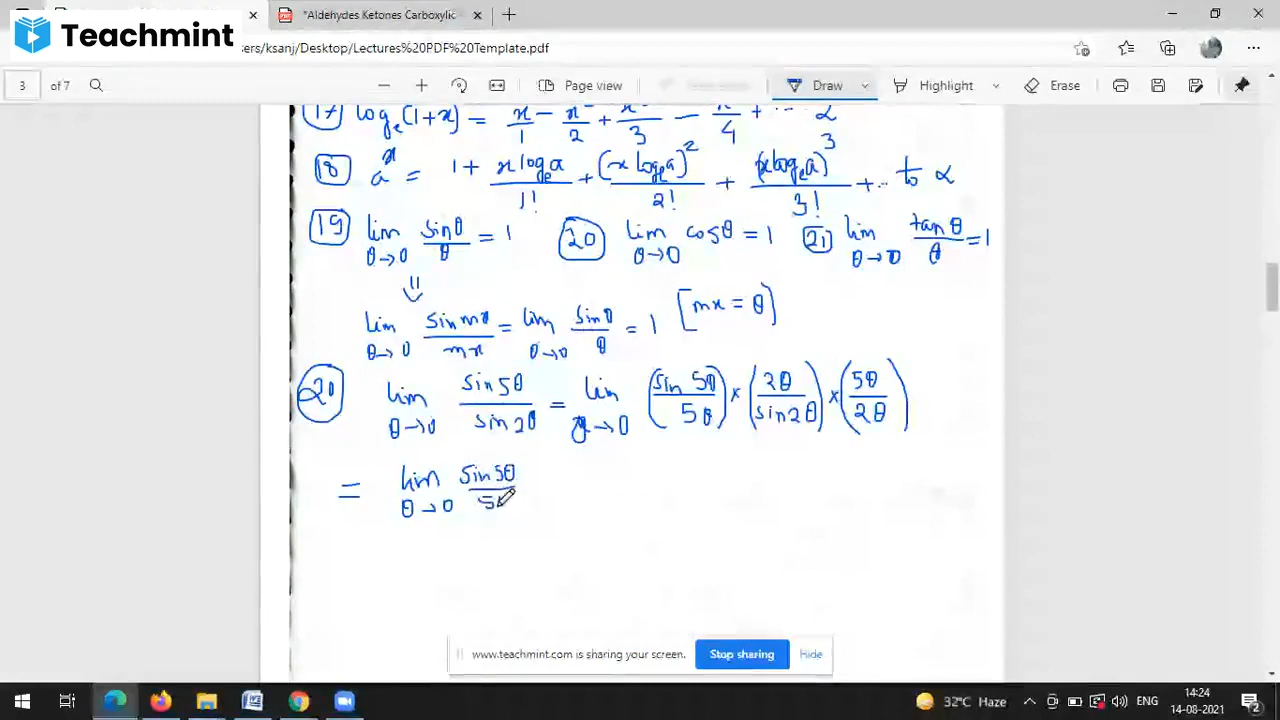 *Aldehydes Ketones Carboxylic
Teachmint
ers/ksanj/Desktop/Lectures%20PDF%20Template.pdf
3 of 7 Page view Draw Highlight Erase
17) logₑ(1+x) = x/1 - x²/2 + x³/3 - x⁴/4 + ... α
18 aˣ = 1 + x logₑa/1! + (x logₑa)²/2! + (x logₑa)³/3! + ... to α
19 lim θ→0 sinθ/θ = 1 20 lim θ→0 cosθ = 1 21 lim θ→0 tanθ/θ = 1
lim θ→0 sin mx/mx = lim θ→0 sinθ/θ = 1 [mx = θ]
20 lim θ→0 sin5θ/sin2θ = lim θ→0 (sin 5θ/5θ) × (2θ/sin2θ) × (5θ/2θ)
= lim θ→0 sin5θ/5
www.teachmint.com is sharing your screen. Stop sharing Hide
32°C Haze ENG 14:24
14-08-2021 2